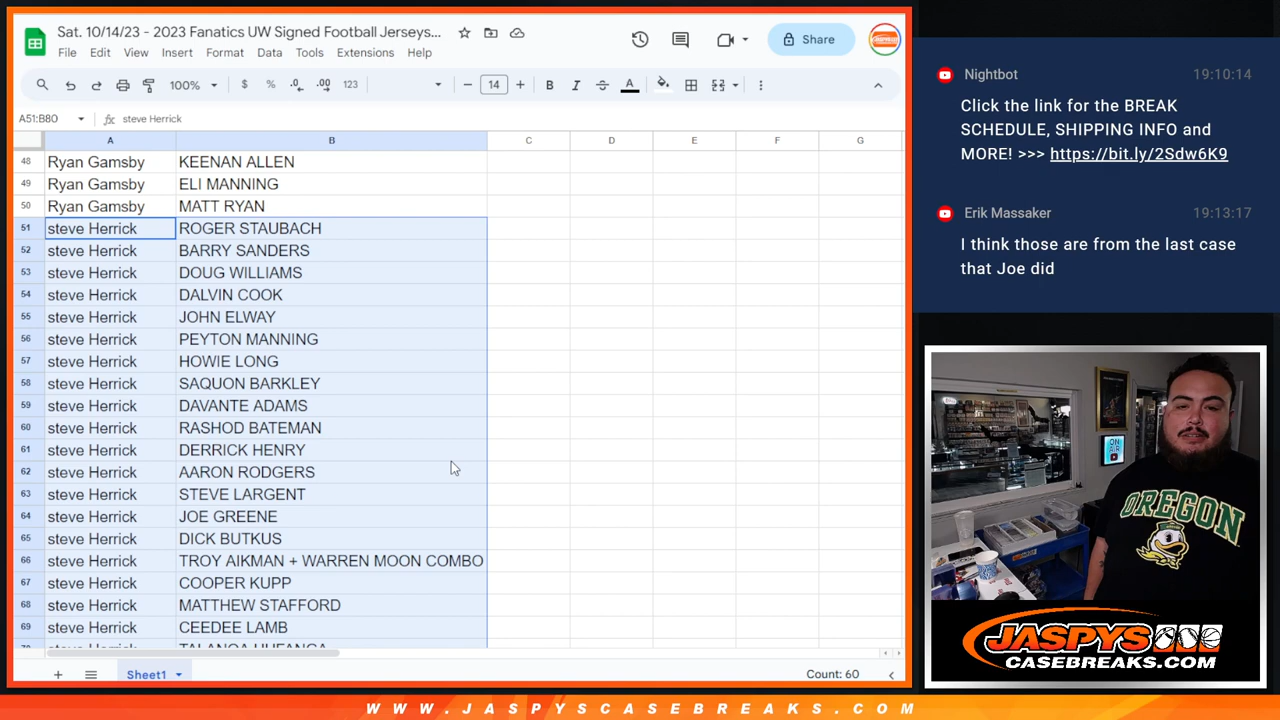 Sat. 10/14/23 - 2023 Fanatics UW Signed Football Jerseys...
File Edit View Insert Format Data Tools Extensions Help
Share
100% $ % .0 .00 123 14 B I A
A51:B80 fx steve Herrick
A B C D E F G
48 Ryan Gamsby KEENAN ALLEN
49 Ryan Gamsby ELI MANNING
50 Ryan Gamsby MATT RYAN
51 steve Herrick ROGER STAUBACH
52 steve Herrick BARRY SANDERS
53 steve Herrick DOUG WILLIAMS
54 steve Herrick DALVIN COOK
55 steve Herrick JOHN ELWAY
56 steve Herrick PEYTON MANNING
57 steve Herrick HOWIE LONG
58 steve Herrick SAQUON BARKLEY
59 steve Herrick DAVANTE ADAMS
60 steve Herrick RASHOD BATEMAN
61 steve Herrick DERRICK HENRY
62 steve Herrick AARON RODGERS
63 steve Herrick STEVE LARGENT
64 steve Herrick JOE GREENE
65 steve Herrick DICK BUTKUS
66 steve Herrick TROY AIKMAN + WARREN MOON COMBO
67 steve Herrick COOPER KUPP
68 steve Herrick MATTHEW STAFFORD
69 steve Herrick CEEDEE LAMB
Sheet1
Count: 60
Nightbot 19:10:14
Click the link for the BREAK
SCHEDULE, SHIPPING INFO and
MORE! >>> https://bit.ly/2Sdw6K9
Erik Massaker 19:13:17
I think those are from the last case
that Joe did
ON AIR
OREGON
JASPYS
CASEBREAKS.COM
WWW.JASPYSCASEBREAKS.COM